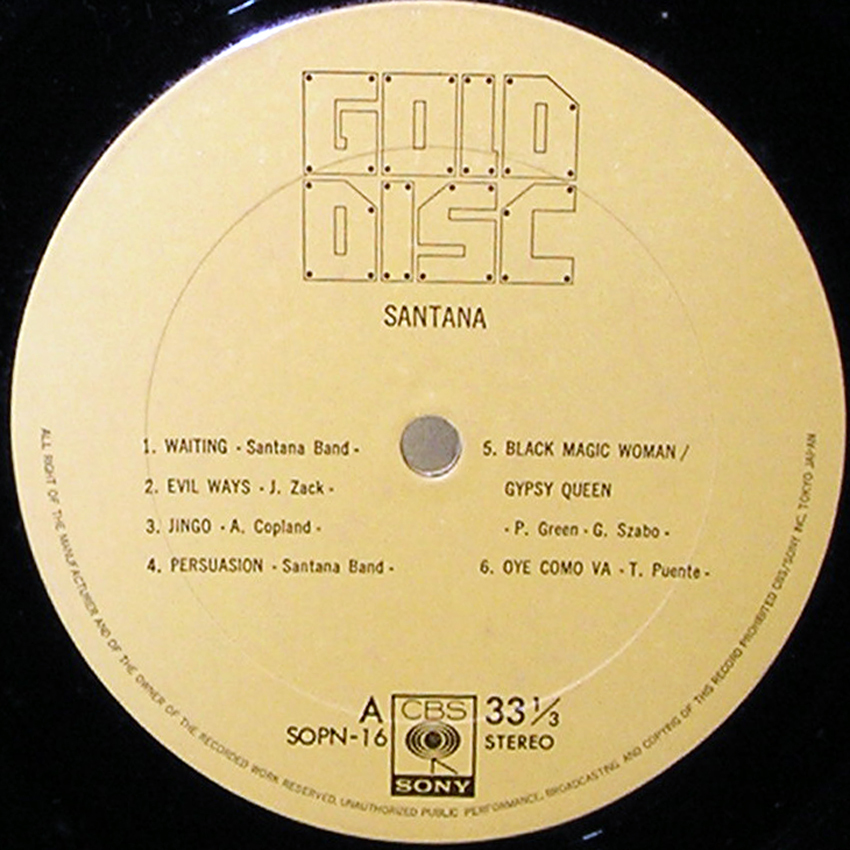 GOLD
DISC
SANTANA
1. WAITING - Santana Band -
2. EVIL WAYS - J. Zack -
3. JINGO - A. Copland -
4. PERSUASION - Santana Band -
5. BLACK MAGIC WOMAN /
GYPSY QUEEN
- P. Green - G. Szabo -
6. OYE COMO VA - T. Puente -
A
SOPN-16
CBS
SONY
33 1/3
STEREO
ALL RIGHT OF THE MANUFACTURER AND OF THE OWNER OF THE RECORDED WORK RESERVED. UNAUTHORIZED PUBLIC PERFORMANCE, BROADCASTING AND COPYING OF THIS RECORD PROHIBITED CBS/SONY INC. TOKYO JAPAN